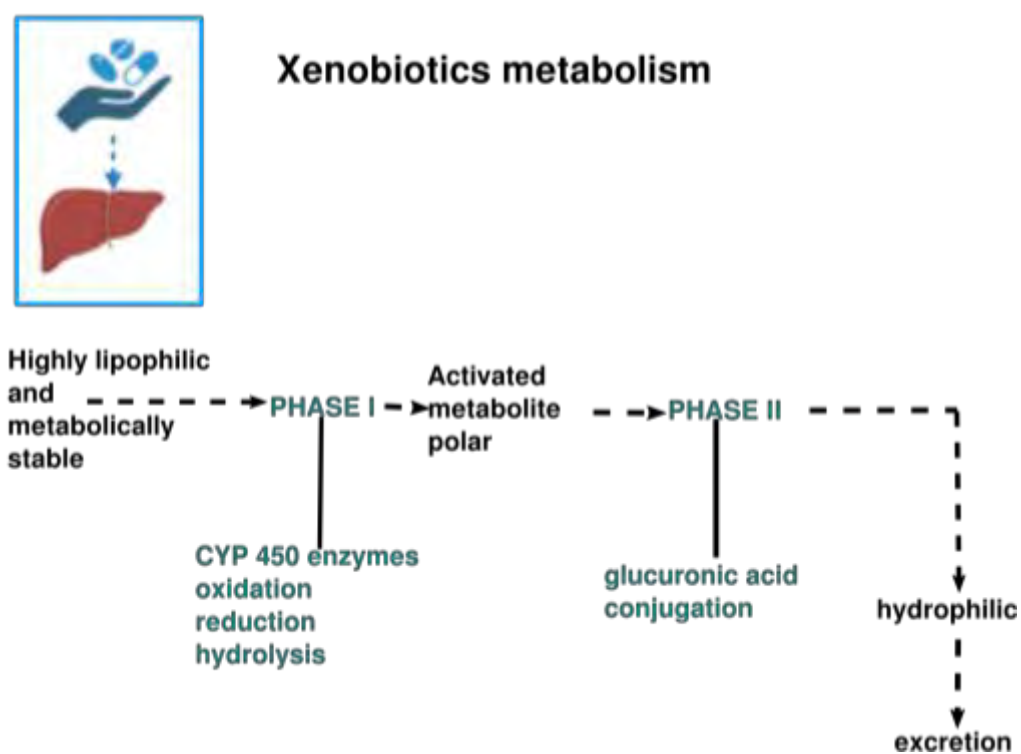 Xenobiotics metabolism
Highly lipophilic
and
metabolically
stable
PHASE I
Activated
metabolite
polar
PHASE II
CYP 450 enzymes
oxidation
reduction
hydrolysis
glucuronic acid
conjugation
hydrophilic
excretion